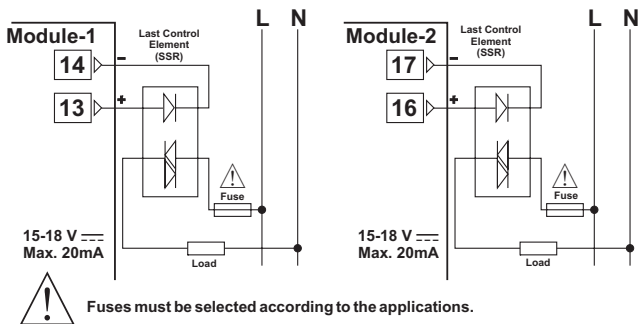 L N
Module-1
Last Control
Element
(SSR)
14
-
13
+
!
Fuse
15-18 V
Max. 20mA
Load
L N
Module-2
Last Control
Element
(SSR)
17
-
16
+
!
Fuse
15-18 V
Max. 20mA
Load
!
Fuses must be selected according to the applications.